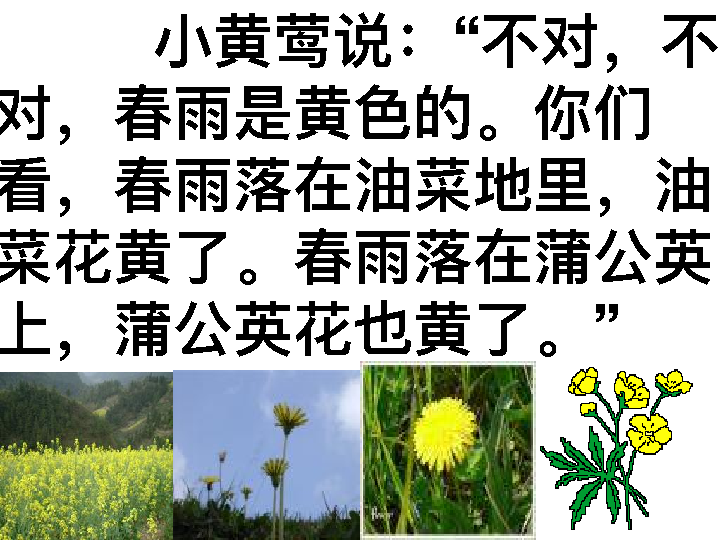 小黄莺说：“不对，不
对，春雨是黄色的。你们
看，春雨落在油菜地里，油
菜花黄了。春雨落在蒲公英
上，蒲公英花也黄了。”